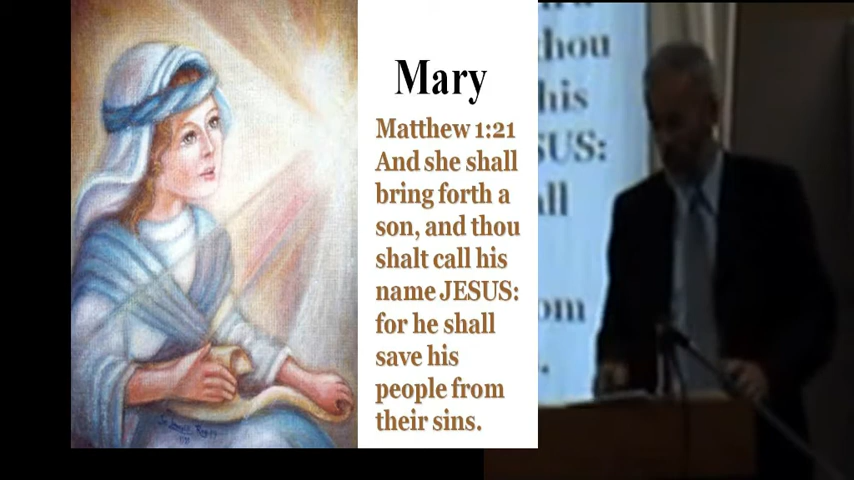 Mary
Matthew 1:21
And she shall
bring forth a
son, and thou
shalt call his
name JESUS:
for he shall
save his
people from
their sins.
thou
his
SUS:
all
om